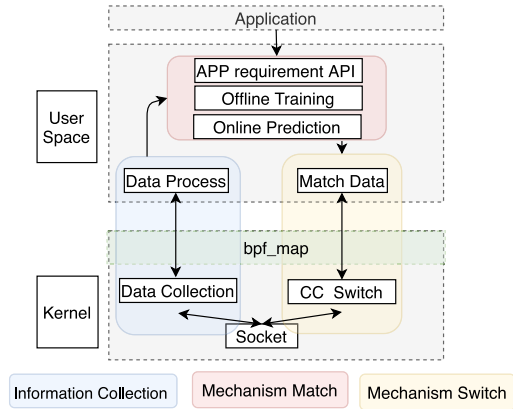 Application
APP requirement API
Offline Training
Online Prediction
User
Space
Data Process
Match Data
bpf_map
Data Collection
CC Switch
Kernel
Socket
Information Collection
Mechanism Match
Mechanism Switch